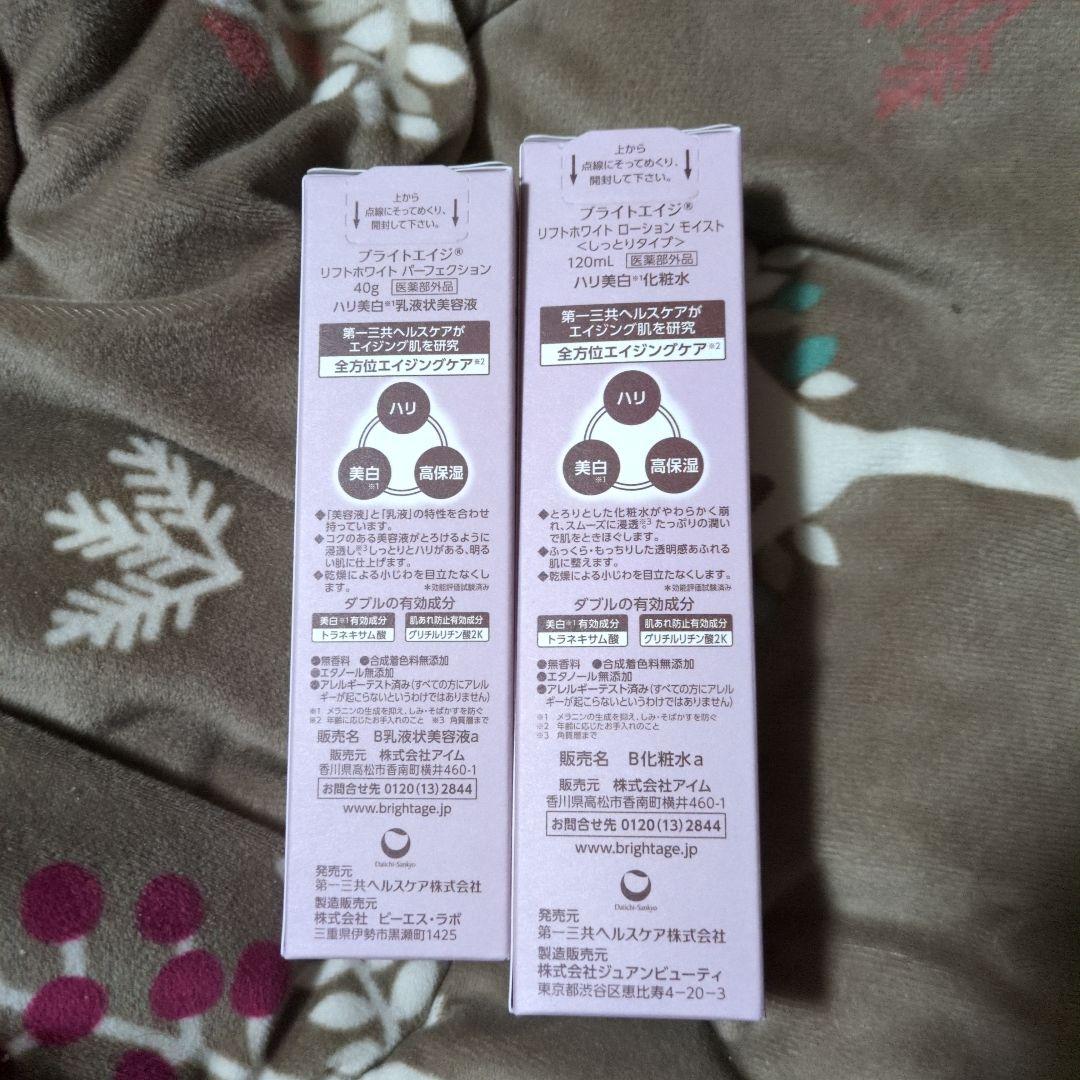 上から
点線にそってめくり、
開封して下さい。
ブライトエイジ®
リフトホワイト パーフェクション
40g 医薬部外品
ハリ美白※1乳液状美容液
第一三共ヘルスケアが
エイジング肌を研究
全方位エイジングケア※2
ハリ
美白※1
高保湿
◆「美容液」と「乳液」の特性を合わせ
持っています。
◆コクのある美容液がとろけるように
浸透し※3しっとりとハリがある、明る
い肌に仕上げます。
◆乾燥による小じわを目立たなくし
ます。 *効能評価試験済み
ダブルの有効成分
美白※1有効成分 肌あれ防止有効成分
トラネキサム酸 グリチルリチン酸2K
●無香料 ●合成着色料無添加
●エタノール無添加
●アレルギーテスト済み(すべての方にアレル
ギーが起こらないというわけではありません)
※1 メラニンの生成を抑え、しみ・そばかすを防ぐ
※2 年齢に応じたお手入れのこと ※3 角質層まで
販売名 B乳液状美容液a
販売元 株式会社アイム
香川県高松市香南町横井460-1
お問合せ先 0120(13)2844
www.brightage.jp
Daiichi-Sankyo
発売元
第一三共ヘルスケア株式会社
製造販売元
株式会社 ピーエス・ラボ
三重県伊勢市黒瀬町1425
上から
点線にそってめくり、
開封して下さい。
ブライトエイジ®
リフトホワイト ローション モイスト
<しっとりタイプ>
120mL 医薬部外品
ハリ美白※1化粧水
第一三共ヘルスケアが
エイジング肌を研究
全方位エイジングケア※2
ハリ
美白※1
高保湿
◆とろりとした化粧水がやわらかく崩
れ、スムーズに浸透※3 たっぷりの潤い
で肌をときほぐします。
◆ふっくら・もっちりした透明感あふれる
肌に整えます。
◆乾燥による小じわを目立たなくします。
*効能評価試験済み
ダブルの有効成分
美白※1有効成分 肌あれ防止有効成分
トラネキサム酸 グリチルリチン酸2K
●無香料 ●合成着色料無添加
●エタノール無添加
●アレルギーテスト済み(すべての方にアレル
ギーが起こらないというわけではありません)
※1 メラニンの生成を抑え、しみ・そばかすを防ぐ
※2 年齢に応じたお手入れのこと
※3 角質層まで
販売名 B化粧水a
販売元 株式会社アイム
香川県高松市香南町横井460-1
お問合せ先 0120(13)2844
www.brightage.jp
Daiichi-Sankyo
発売元
第一三共ヘルスケア株式会社
製造販売元
株式会社ジュアンビューティ
東京都渋谷区恵比寿4-20-3